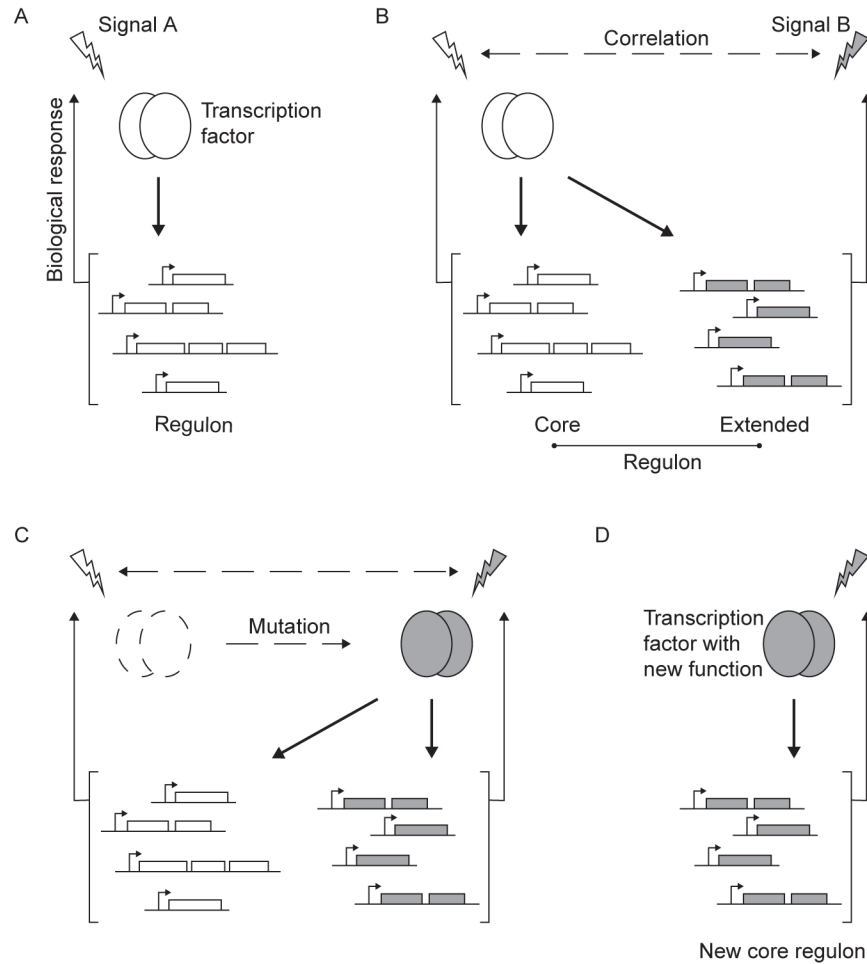 A
Signal A
Transcription
factor
Biological response
Regulon
B
Signal B
Correlation
Core
Extended
Regulon
C
Mutation
D
Transcription
factor with
new function
New core regulon